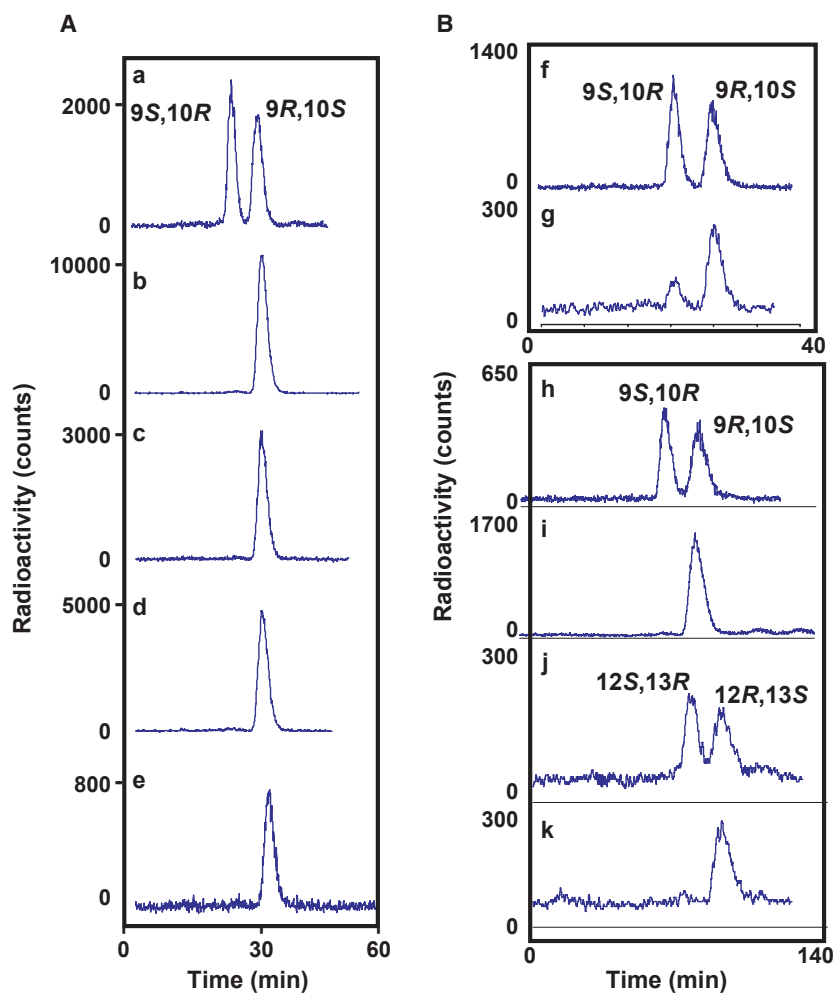 A
a
2000
9S,10R
9R,10S
0
10000
b
0
3000
c
0
5000
d
0
800
e
0
0
30
60
Time (min)
Radioactivity (counts)
B
1400
f
9S,10R
9R,10S
0
300
g
0
0
40
650
h
9S,10R
9R,10S
0
1700
i
0
300
j
12S,13R
12R,13S
0
300
k
0
0
140
Time (min)
Radioactivity (counts)